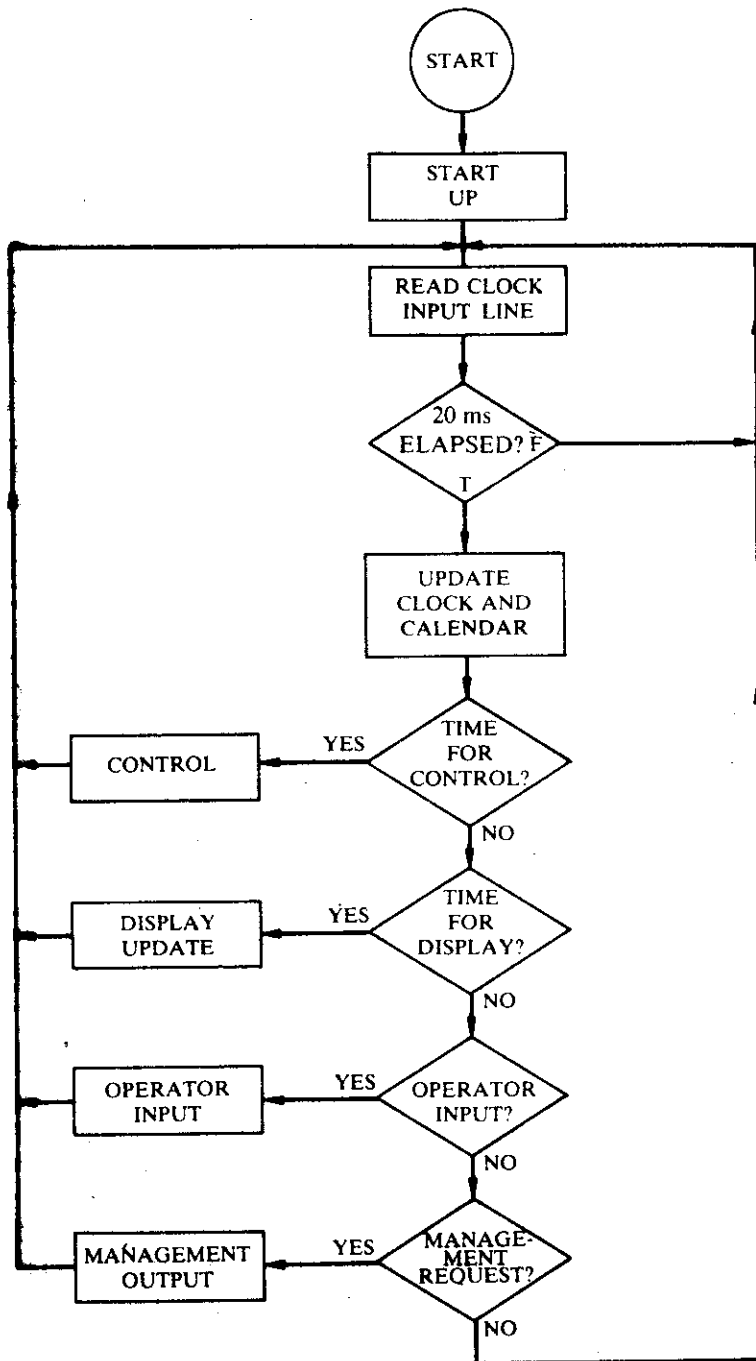 START
START
UP
READ CLOCK
INPUT LINE
20 ms
ELAPSED? F
T
UPDATE
CLOCK AND
CALENDAR
TIME
FOR
CONTROL?
YES
CONTROL
NO
TIME
FOR
DISPLAY?
YES
DISPLAY
UPDATE
NO
OPERATOR
INPUT?
YES
OPERATOR
INPUT
NO
MANAGE-
MENT
REQUEST?
YES
MANAGEMENT
OUTPUT
NO